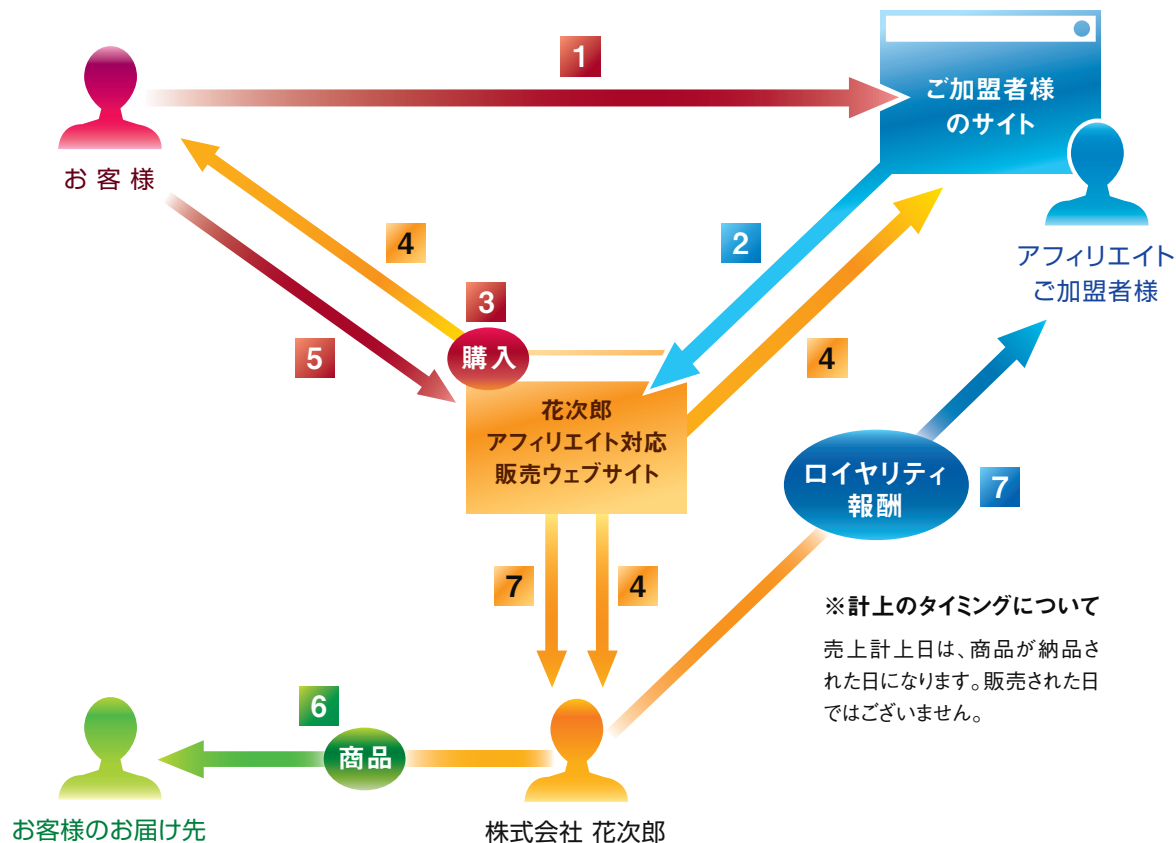 1
ご加盟者様
のサイト
お客様
4
2
アフィリエイト
ご加盟者様
3
購入
5
4
花次郎
アフィリエイト対応
販売ウェブサイト
ロイヤリティ
報酬
7
7
4
※計上のタイミングについて
売上計上日は、商品が納品さ
れた日になります。販売された日
ではございません。
6
商品
お客様のお届け先
株式会社 花次郎